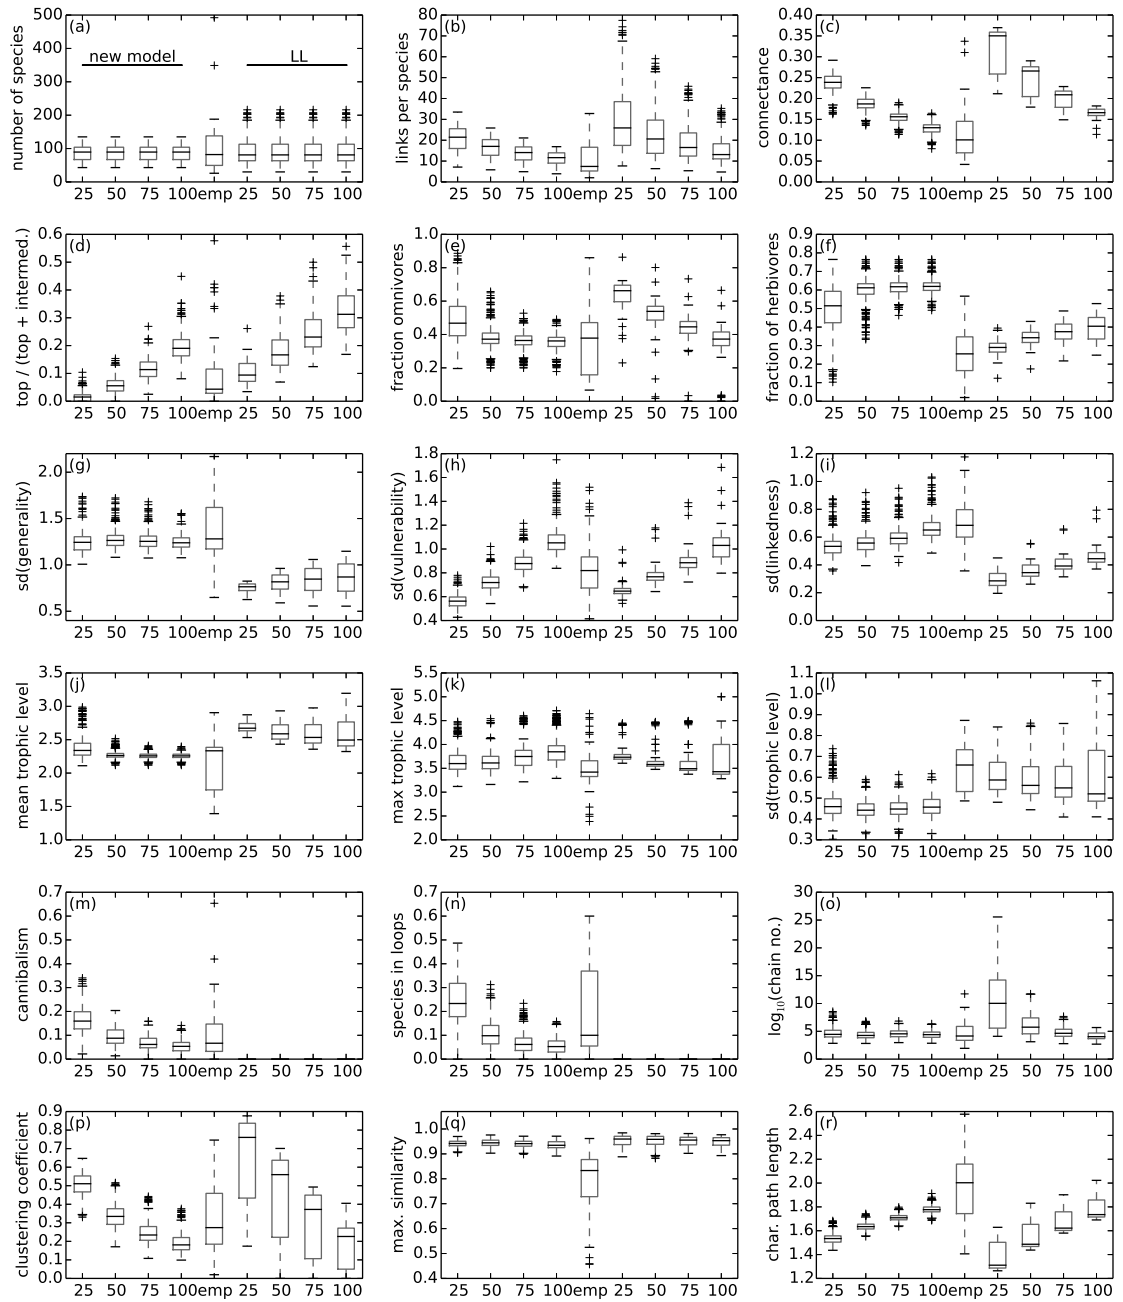 (a)
new model
LL
number of species
500
400
300
200
100
0
25 50 75 100emp 25 50 75 100
(b)
links per species
80
70
60
50
40
30
20
10
0
25 50 75 100emp 25 50 75 100
(c)
connectance
0.40
0.35
0.30
0.25
0.20
0.15
0.10
0.05
0.00
25 50 75 100emp 25 50 75 100
(d)
top / (top + intermed.)
0.6
0.5
0.4
0.3
0.2
0.1
0.0
25 50 75 100emp 25 50 75 100
(e)
fraction omnivores
0.9
0.8
0.7
0.6
0.5
0.4
0.3
0.2
0.1
0.0
25 50 75 100emp 25 50 75 100
(f)
fraction of herbivores
0.9
0.8
0.7
0.6
0.5
0.4
0.3
0.2
0.1
0.0
25 50 75 100emp 25 50 75 100
(g)
sd(generality)
2.0
1.5
1.0
0.5
25 50 75 100emp 25 50 75 100
(h)
sd(vulnerability)
1.8
1.6
1.4
1.2
1.0
0.8
0.6
0.4
25 50 75 100emp 25 50 75 100
(i)
sd(linkedness)
1.2
1.0
0.8
0.6
0.4
0.2
0.0
25 50 75 100emp 25 50 75 100
(j)
mean trophic level
3.5
3.0
2.5
2.0
1.5
1.0
25 50 75 100emp 25 50 75 100
(k)
max trophic level
5.5
5.0
4.5
4.0
3.5
3.0
2.5
2.0
25 50 75 100emp 25 50 75 100
(l)
sd(trophic level)
1.1
1.0
0.9
0.8
0.7
0.6
0.5
0.4
0.3
25 50 75 100emp 25 50 75 100
(m)
cannibalism
0.7
0.6
0.5
0.4
0.3
0.2
0.1
0.0
25 50 75 100emp 25 50 75 100
(n)
species in loops
0.7
0.6
0.5
0.4
0.3
0.2
0.1
0.0
25 50 75 100emp 25 50 75 100
(o)
log₁₀(chain no.)
30
25
20
15
10
5
0
25 50 75 100emp 25 50 75 100
(p)
clustering coefficient
0.9
0.8
0.7
0.6
0.5
0.4
0.3
0.2
0.1
0.0
25 50 75 100emp 25 50 75 100
(q)
max. similarity
1.0
0.9
0.8
0.7
0.6
0.5
0.4
25 50 75 100emp 25 50 75 100
(r)
char. path length
2.6
2.4
2.2
2.0
1.8
1.6
1.4
1.2
25 50 75 100emp 25 50 75 100